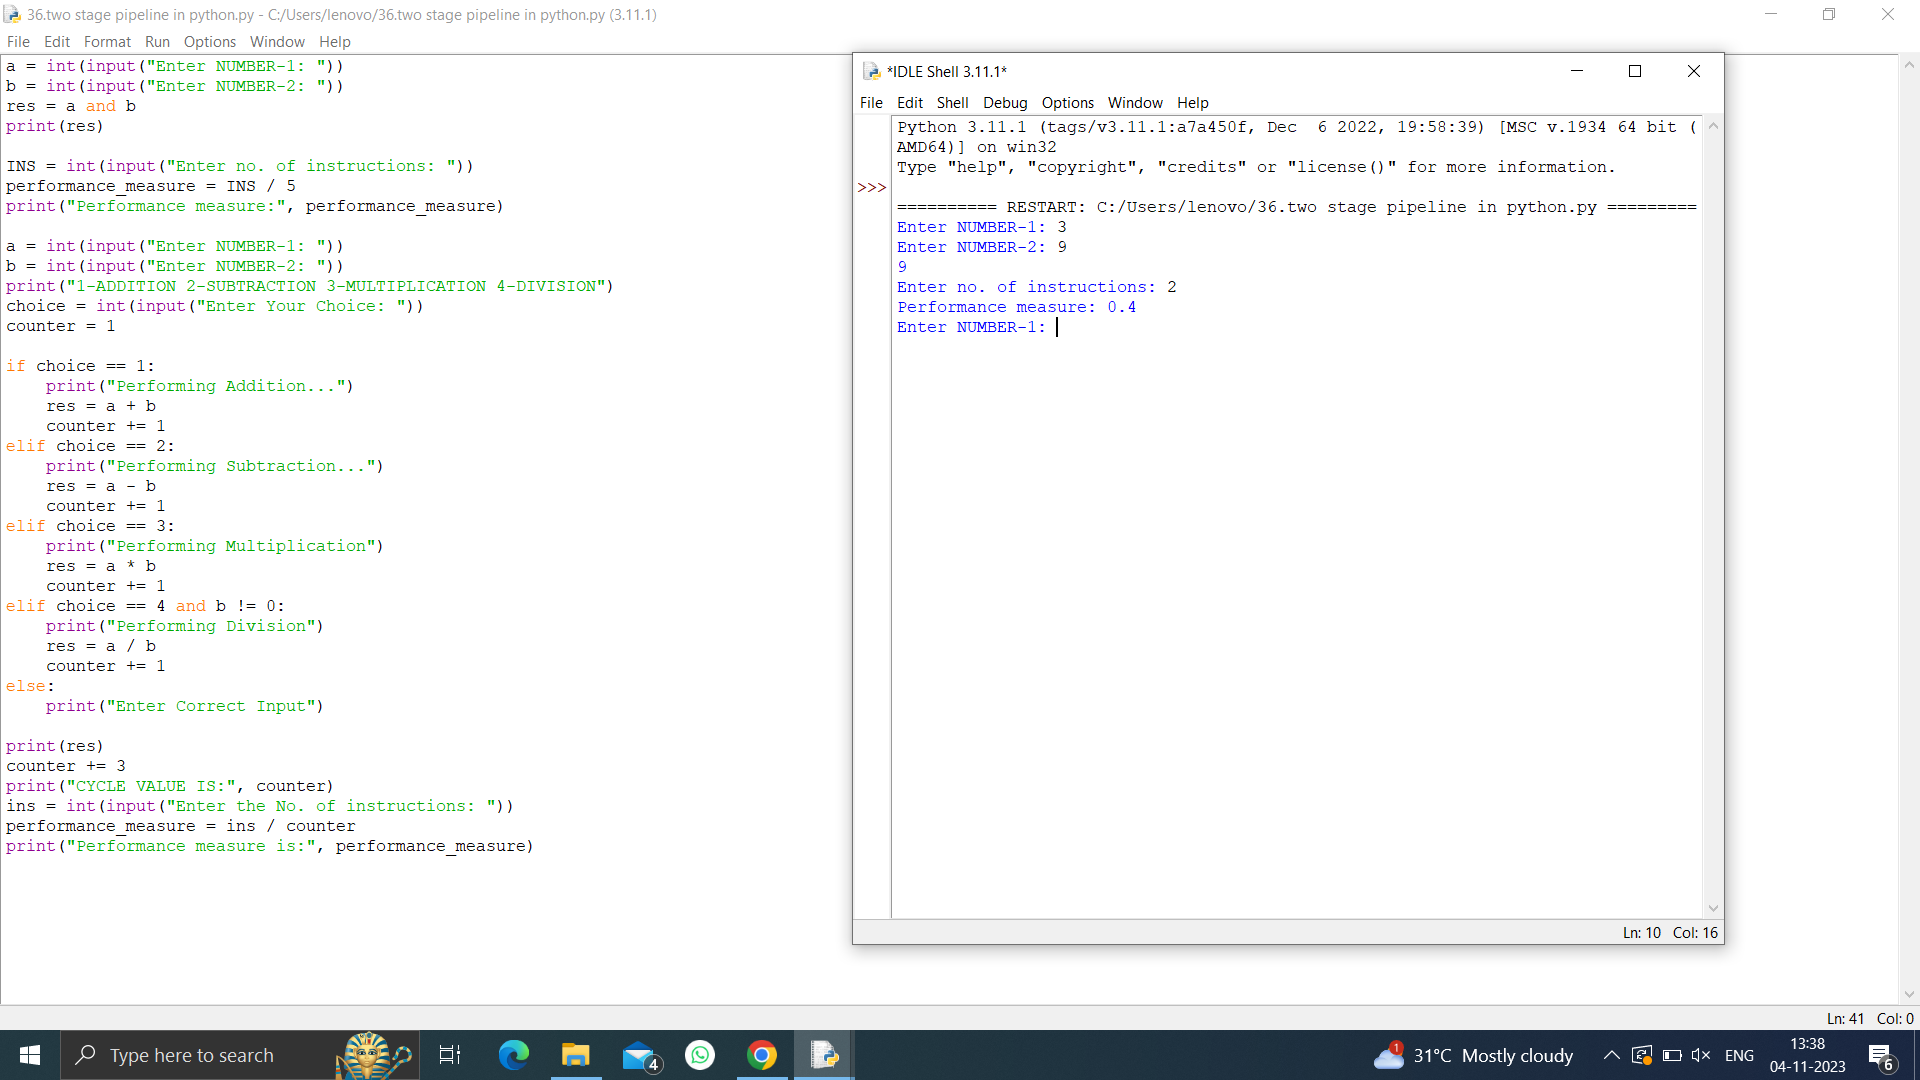 36.two stage pipeline in python.py - C:/Users/lenovo/36.two stage pipeline in python.py (3.11.1)
File Edit Format Run Options Window Help
a = int(input("Enter NUMBER-1: "))
b = int(input("Enter NUMBER-2: "))
res = a and b
print(res)
INS = int(input("Enter no. of instructions: "))
performance_measure = INS / 5
print("Performance measure:", performance_measure)
a = int(input("Enter NUMBER-1: "))
b = int(input("Enter NUMBER-2: "))
print("1-ADDITION 2-SUBTRACTION 3-MULTIPLICATION 4-DIVISION")
choice = int(input("Enter Your Choice: "))
counter = 1
if choice == 1:
    print("Performing Addition...")
    res = a + b
    counter += 1
elif choice == 2:
    print("Performing Subtraction...")
    res = a - b
    counter += 1
elif choice == 3:
    print("Performing Multiplication")
    res = a * b
    counter += 1
elif choice == 4 and b != 0:
    print("Performing Division")
    res = a / b
    counter += 1
else:
    print("Enter Correct Input")
print(res)
counter += 3
print("CYCLE VALUE IS:", counter)
ins = int(input("Enter the No. of instructions: "))
performance_measure = ins / counter
print("Performance measure is:", performance_measure)
*IDLE Shell 3.11.1*
File Edit Shell Debug Options Window Help
Python 3.11.1 (tags/v3.11.1:a7a450f, Dec  6 2022, 19:58:39) [MSC v.1934 64 bit (
AMD64)] on win32
Type "help", "copyright", "credits" or "license()" for more information.
>>>
========== RESTART: C:/Users/lenovo/36.two stage pipeline in python.py =========
Enter NUMBER-1: 3
Enter NUMBER-2: 9
9
Enter no. of instructions: 2
Performance measure: 0.4
Enter NUMBER-1:
Ln: 10 Col: 16
Ln: 41 Col: 0
Type here to search
4
1
31°C Mostly cloudy
ENG
13:38
04-11-2023
6